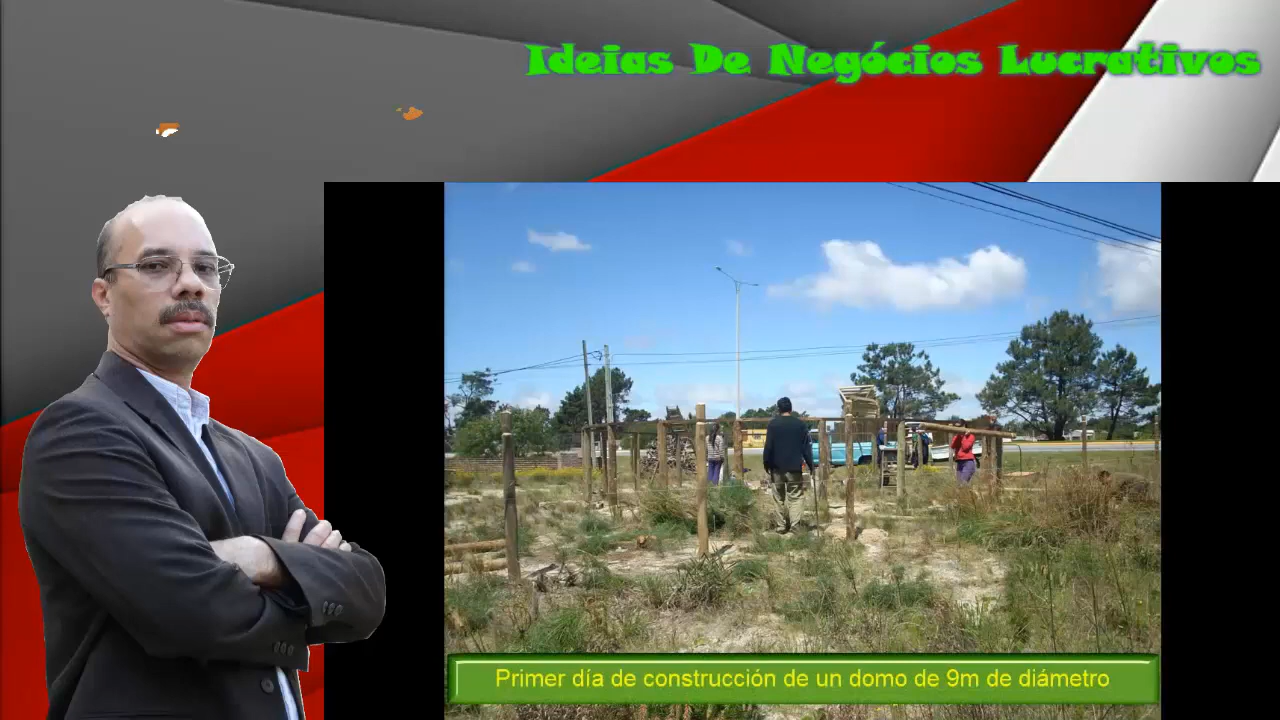 Ideias De Negócios Lucrativos
Primer día de construcción de un domo de 9m de diámetro